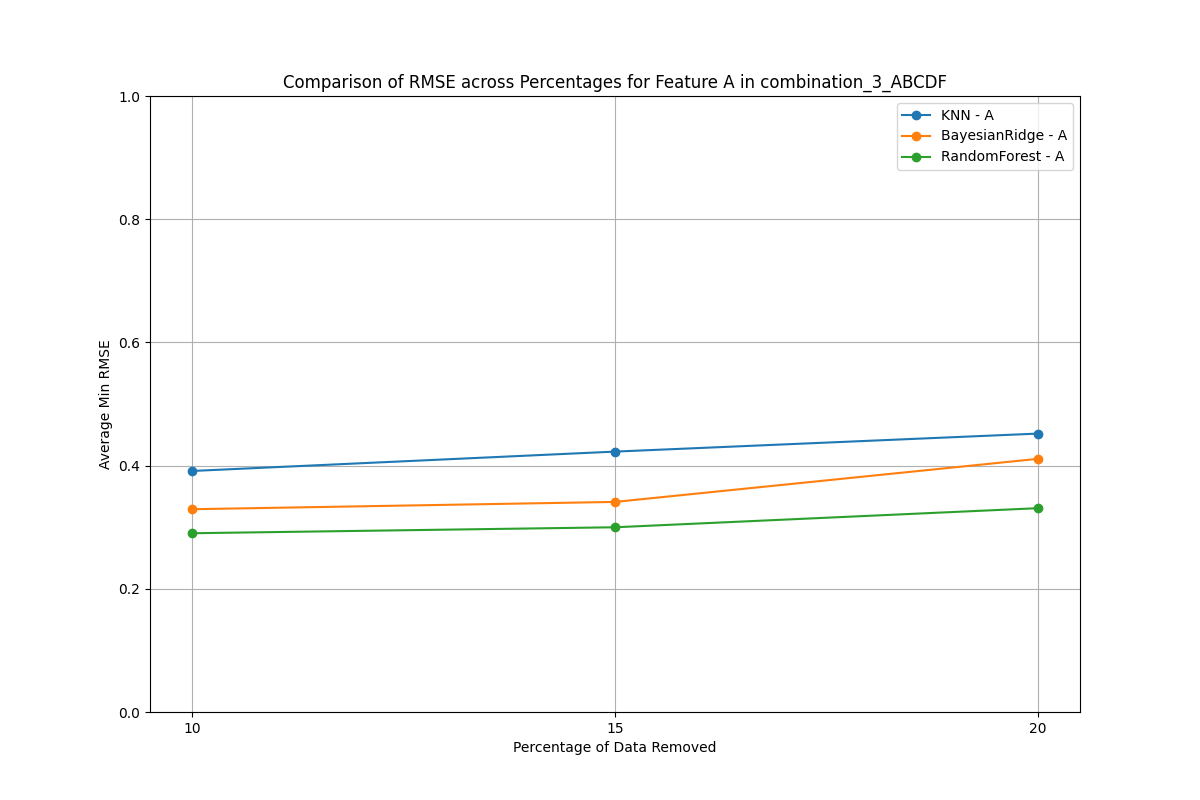 Comparison of RMSE across Percentages for Feature A in combination_3_ABCDF
1.0
KNN - A
BayesianRidge - A
RandomForest - A
0.8
0.6
Average Min RMSE
0.4
0.2
0.0
10
15
20
Percentage of Data Removed